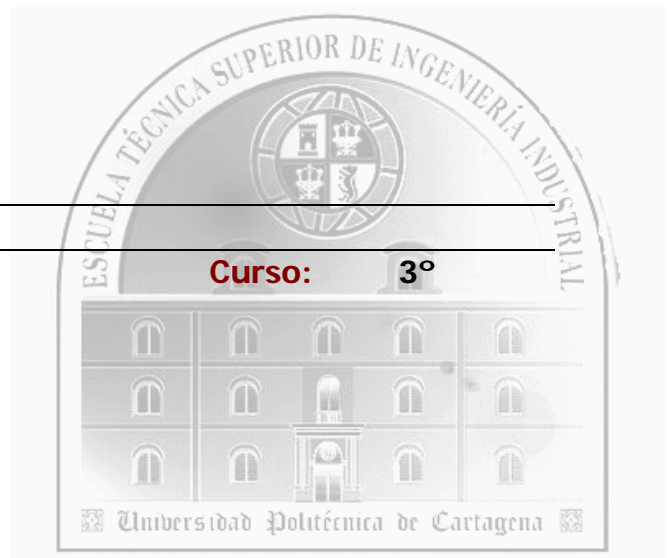 ESCUELA TÉCNICA SUPERIOR DE INGENIERÍA INDUSTRIAL
Curso: 3º
Universidad Politécnica de Cartagena